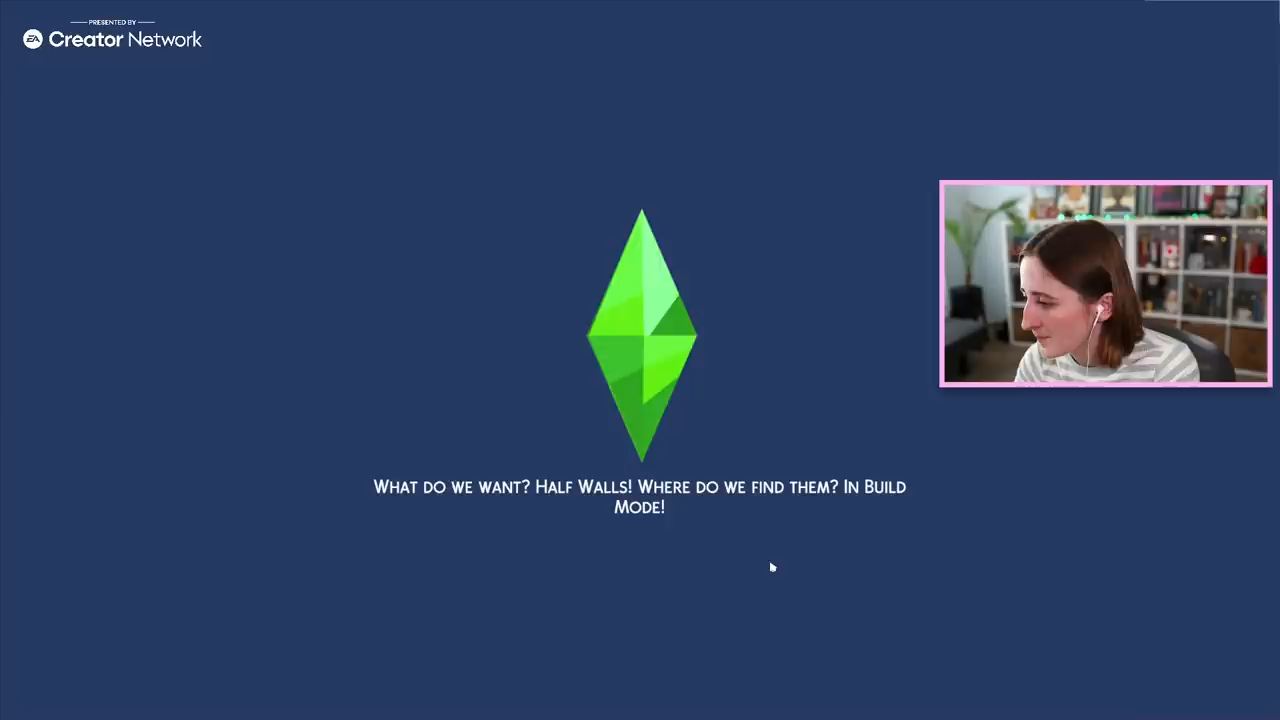 PRESENTED BY
EA Creator Network
What do we want? Half Walls! Where do we find them? In Build
Mode!